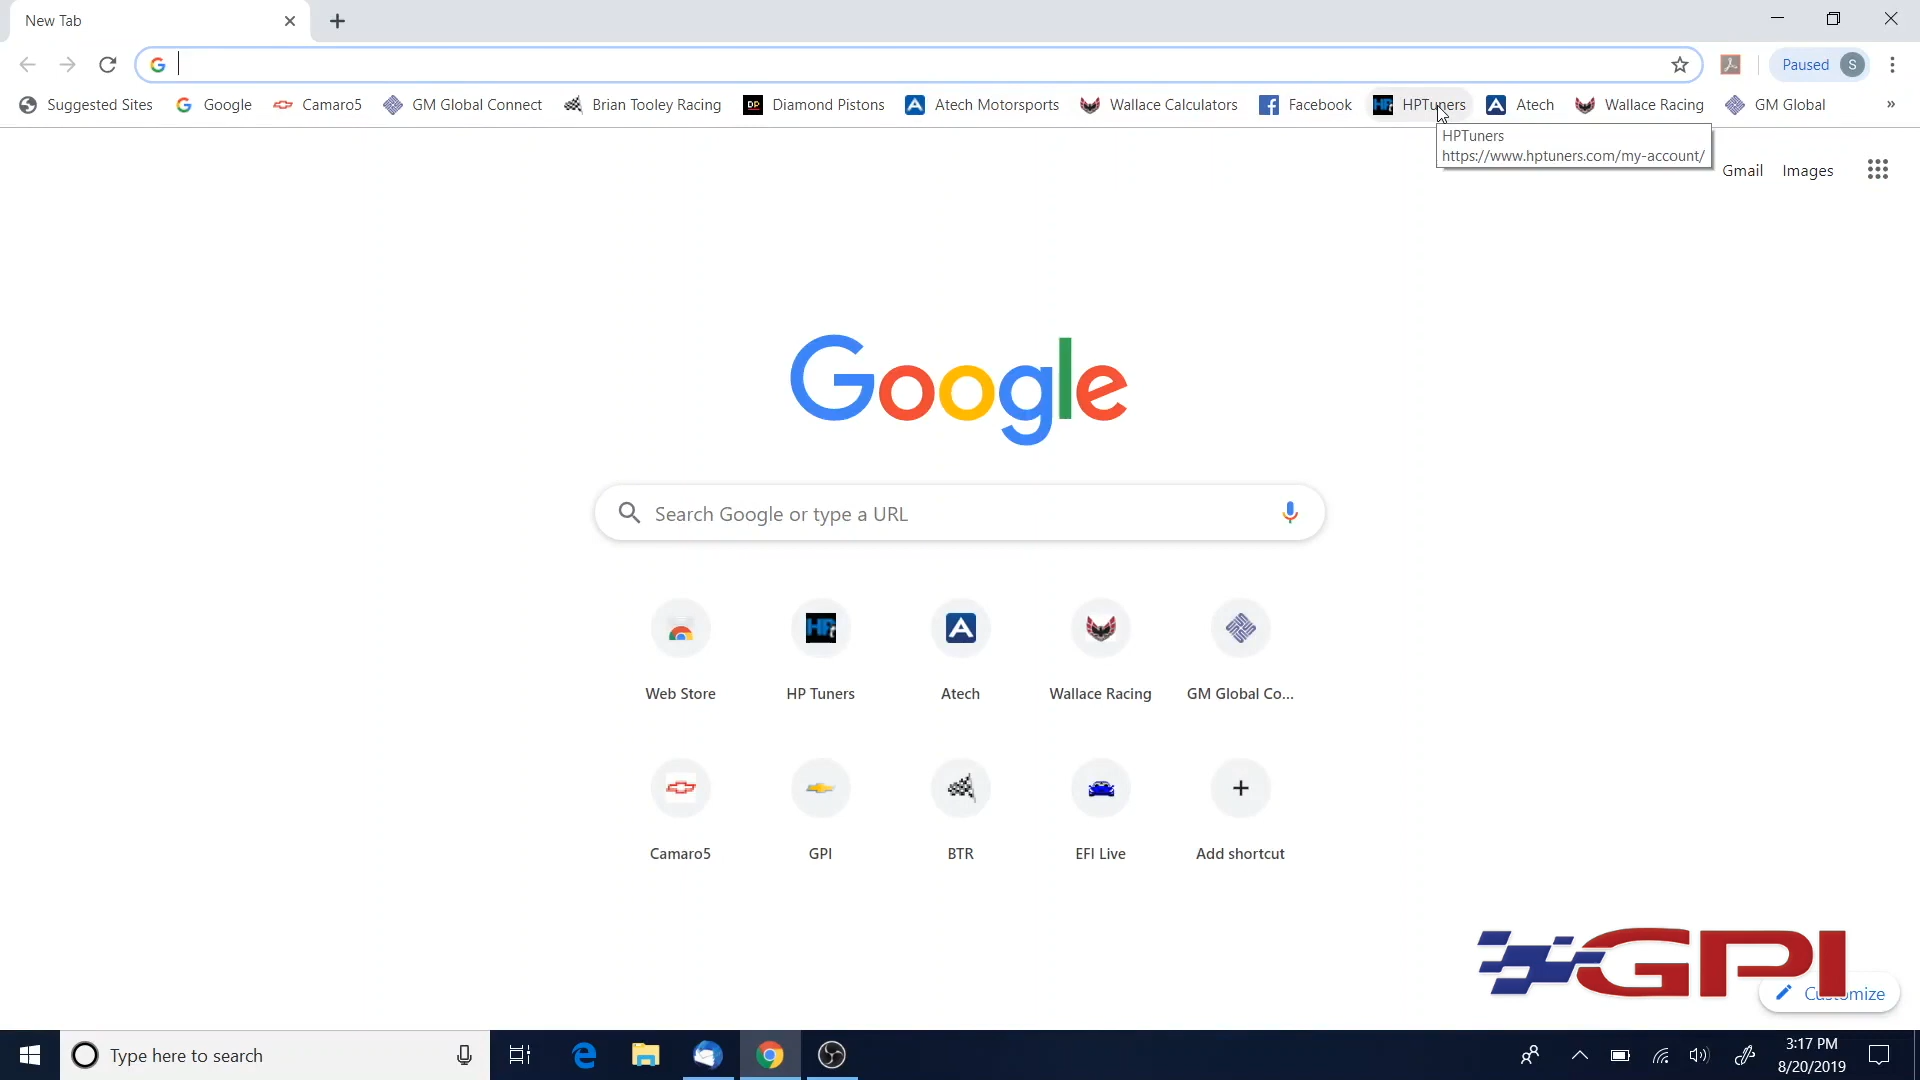 New Tab
Paused S
Suggested Sites Google Camaro5 GM Global Connect Brian Tooley Racing DP Diamond Pistons Atech Motorsports Wallace Calculators Facebook HPTuners Atech Wallace Racing GM Global »
HPTuners
https://www.hptuners.com/my-account/
Gmail Images
Google
Search Google or type a URL
Web Store HP Tuners Atech Wallace Racing GM Global Co...
Camaro5 GPI BTR EFI Live Add shortcut
GPI
Customize
Type here to search
3:17 PM
8/20/2019